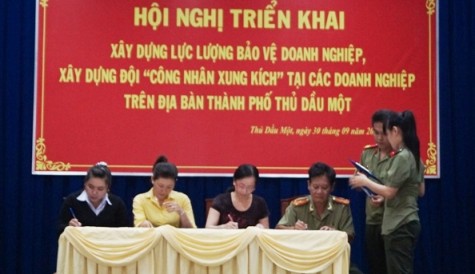 HỘI NGHỊ TRIỂN KHAI
XÂY DỰNG LỰC LƯỢNG BẢO VỆ DOANH NGHIỆP,
XÂY DỰNG ĐỘI “CÔNG NHÂN XUNG KÍCH” TẠI CÁC DOANH NGHIỆP
TRÊN ĐỊA BÀN THÀNH PHỐ THỦ DẦU MỘT
Thủ Dầu Một, ngày 30 tháng 09 năm